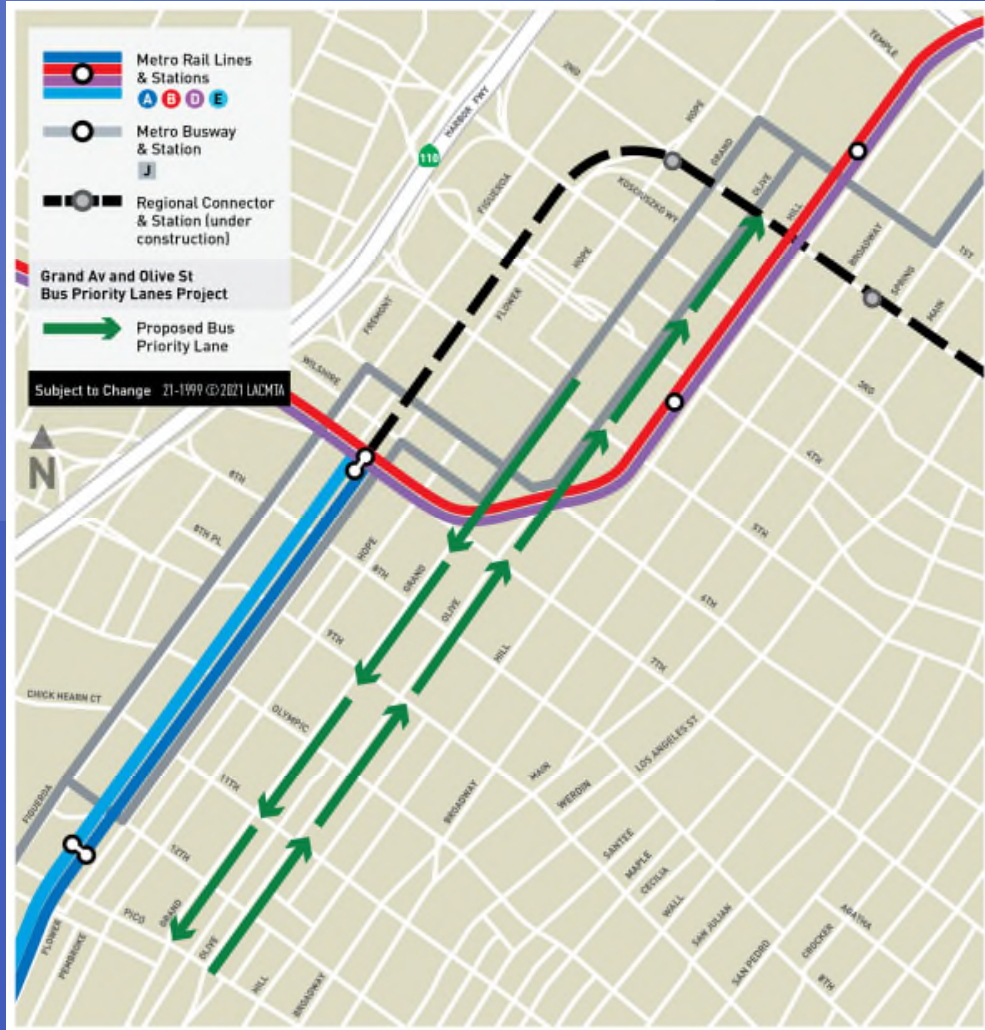 Metro Rail Lines
& Stations
A B D E
Metro Busway
& Station
J
Regional Connector
& Station (under
construction)
Grand Av and Olive St
Bus Priority Lanes Project
Proposed Bus
Priority Lane
Subject to Change 21-1999 ©2021 LACMTA
N
110
HARBOR FWY
2ND
HOPE
GRAND
TEMPLE
FIGUEROA
KOSCIUSZKO WY
OLIVE
HILL
BROADWAY
1ST
HOPE
SPRING
MAIN
FREMONT
FLOWER
WILSHIRE
3RD
4TH
8TH
5TH
8TH PL
HOPE
8TH
GRAND
6TH
OLIVE
9TH
HILL
7TH
CHICK HEARN CT
OLYMPIC
LOS ANGELES ST
MAIN
11TH
BROADWAY
WERDIN
FIGUEROA
12TH
SANTEE
MAPLE
CECILIA
WALL
PICO
GRAND
SAN JULIAN
AGATHA
FLOWER
OLIVE
CROCKER
PEMBROKE
SAN PEDRO
HILL
BROADWAY
8TH